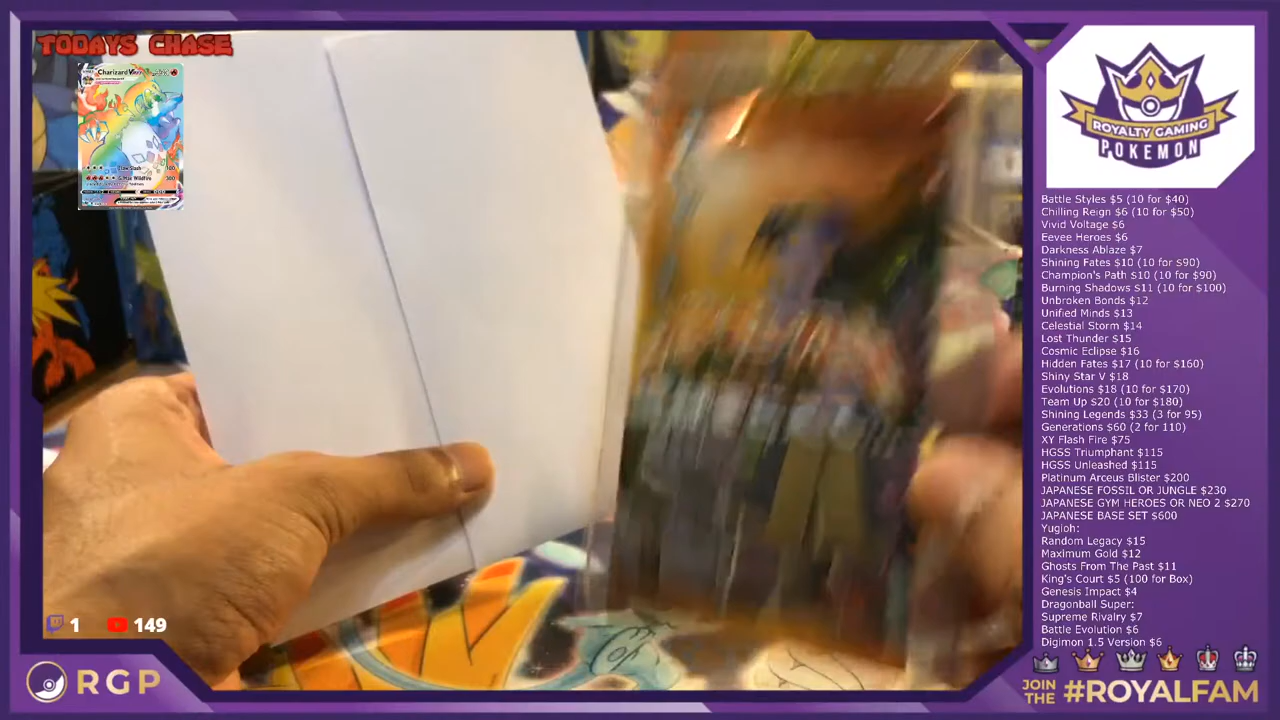 TODAYS CHASE
Charizard
Claw Slash 100
G-Max Wildfire 300
ROYALTY GAMING
POKEMON
Battle Styles $5 (10 for $40)
Chilling Reign $6 (10 for $50)
Vivid Voltage $6
Eevee Heroes $6
Darkness Ablaze $7
Shining Fates $10 (10 for $90)
Champion's Path $10 (10 for $90)
Burning Shadows $11 (10 for $100)
Unbroken Bonds $12
Unified Minds $13
Celestial Storm $14
Lost Thunder $15
Cosmic Eclipse $16
Hidden Fates $17 (10 for $160)
Shiny Star V $18
Evolutions $18 (10 for $170)
Team Up $20 (10 for $180)
Shining Legends $33 (3 for 95)
Generations $60 (2 for 110)
XY Flash Fire $75
HGSS Triumphant $115
HGSS Unleashed $115
Platinum Arceus Blister $200
JAPANESE FOSSIL OR JUNGLE $230
JAPANESE GYM HEROES OR NEO 2 $270
JAPANESE BASE SET $600
Yugioh:
Random Legacy $15
Maximum Gold $12
Ghosts From The Past $11
King's Court $5 (100 for Box)
Genesis Impact $4
Dragonball Super:
Supreme Rivalry $7
Battle Evolution $6
Digimon 1.5 Version $6
1 149
RGP
JOIN THE #ROYALFAM